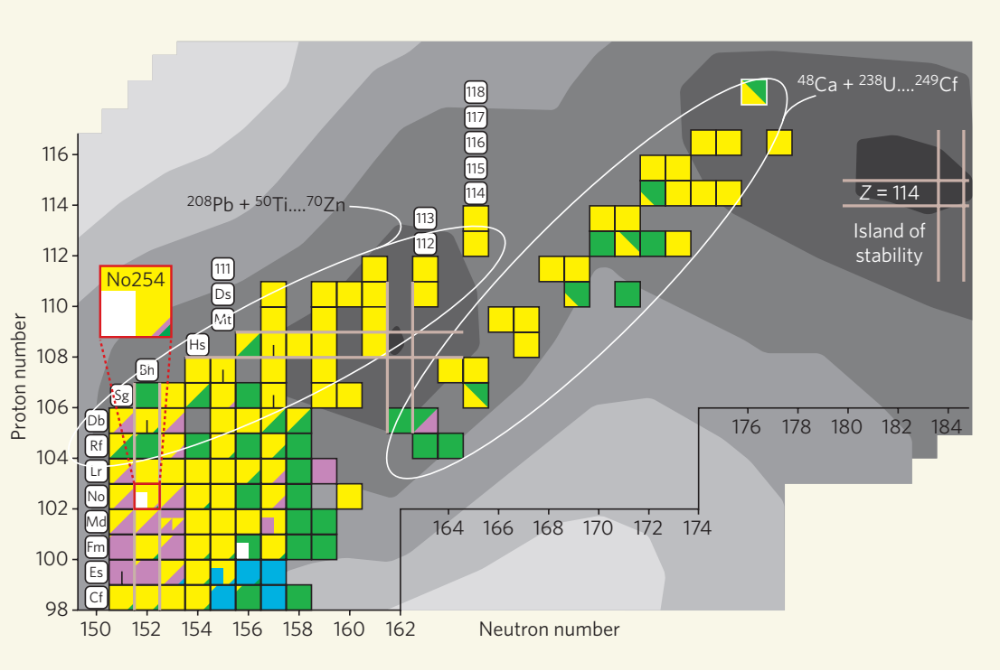 118
117
116
115
114
⁴⁸Ca + ²³⁸U....²⁴⁹Cf
²⁰⁸Pb + ⁵⁰Ti....⁷⁰Zn
113
112
111
Ds
Mt
Hs
Bh
Sg
Db
Rf
Lr
No
Md
Fm
Es
Cf
No254
Z = 114
Island of
stability
Proton number
116
114
112
110
108
106
104
102
100
98
176 178 180 182 184
164 166 168 170 172 174
150 152 154 156 158 160 162
Neutron number